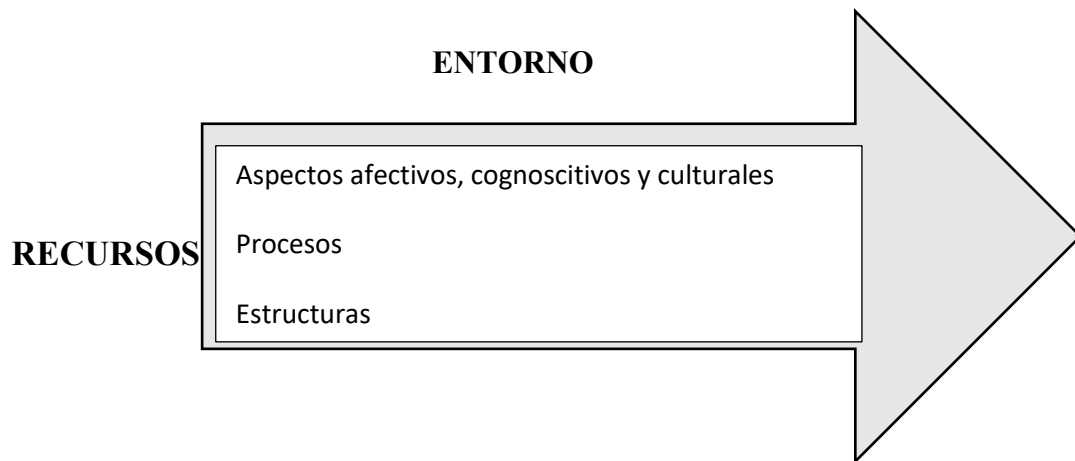 ENTORNO
Aspectos afectivos, cognoscitivos y culturales
Procesos
RECURSOS
Estructuras